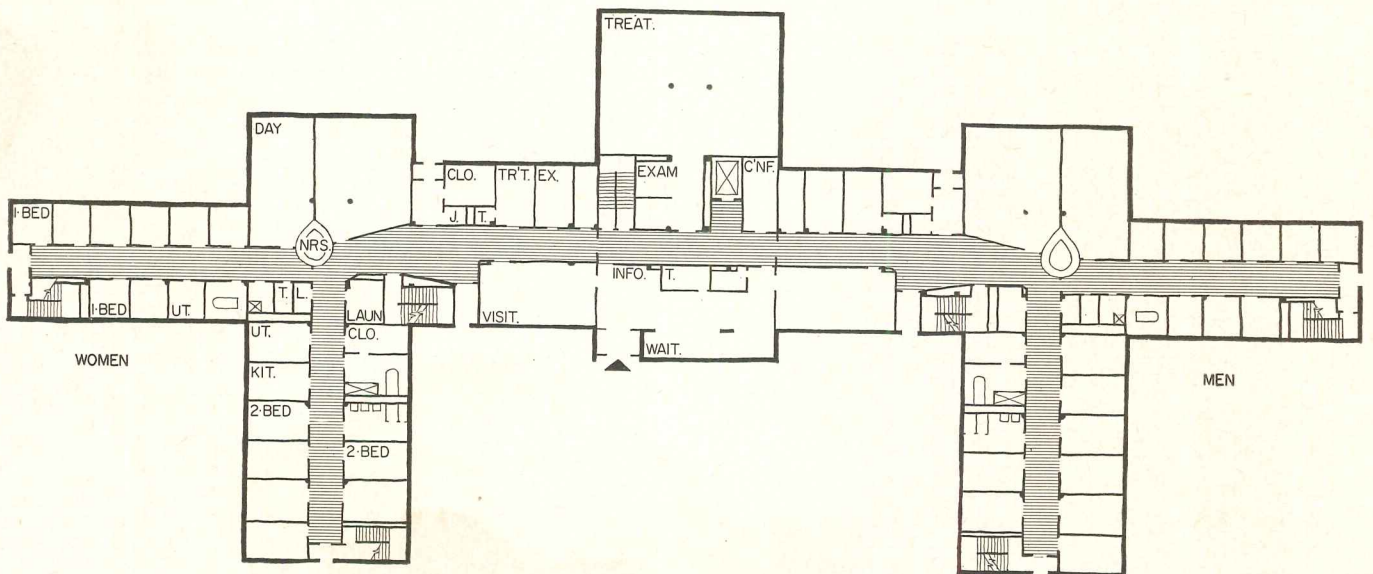 TREAT.
DAY
CLO.
TR'T.
EX.
EXAM
C'NF.
J.
T.
1·BED
NRS.
INFO.
T.
1·BED
UT.
T.
L.
LAUN
VISIT.
UT.
CLO.
WAIT.
WOMEN
KIT.
MEN
2·BED
2·BED